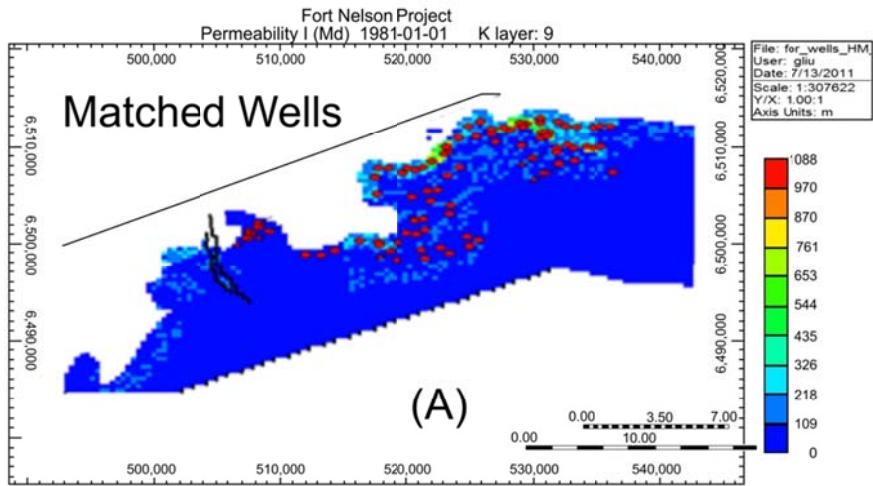 Fort Nelson Project
Permeability I (Md) 1981-01-01 K layer: 9
File: for_wells_HM_
User: gliu
Date: 7/13/2011
Scale: 1:307622
Y/X: 1.00:1
Axis Units: m
500,000 510,000 520,000 530,000 540,000
6,520,000
Matched Wells
6,510,000 6,510,000
6,500,000 6,500,000
6,490,000 6,490,000
(A)
0.00 3.50 7.00
0.00 10.00
500,000 510,000 520,000 530,000 540,000
1088
970
870
761
653
544
435
326
218
109
0